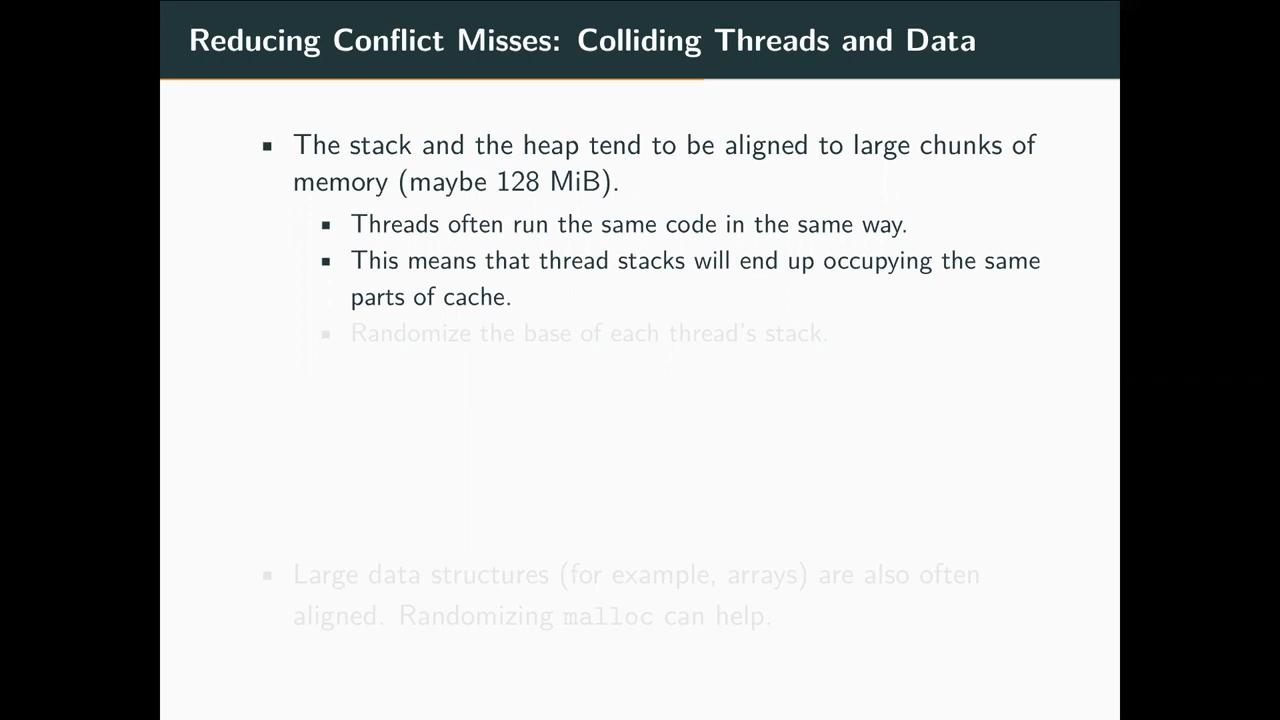 Reducing Conflict Misses: Colliding Threads and Data
▪ The stack and the heap tend to be aligned to large chunks of
memory (maybe 128 MiB).
▪ Threads often run the same code in the same way.
▪ This means that thread stacks will end up occupying the same
parts of cache.
▪ Randomize the base of each thread's stack.
▪ Large data structures (for example, arrays) are also often
aligned. Randomizing malloc can help.